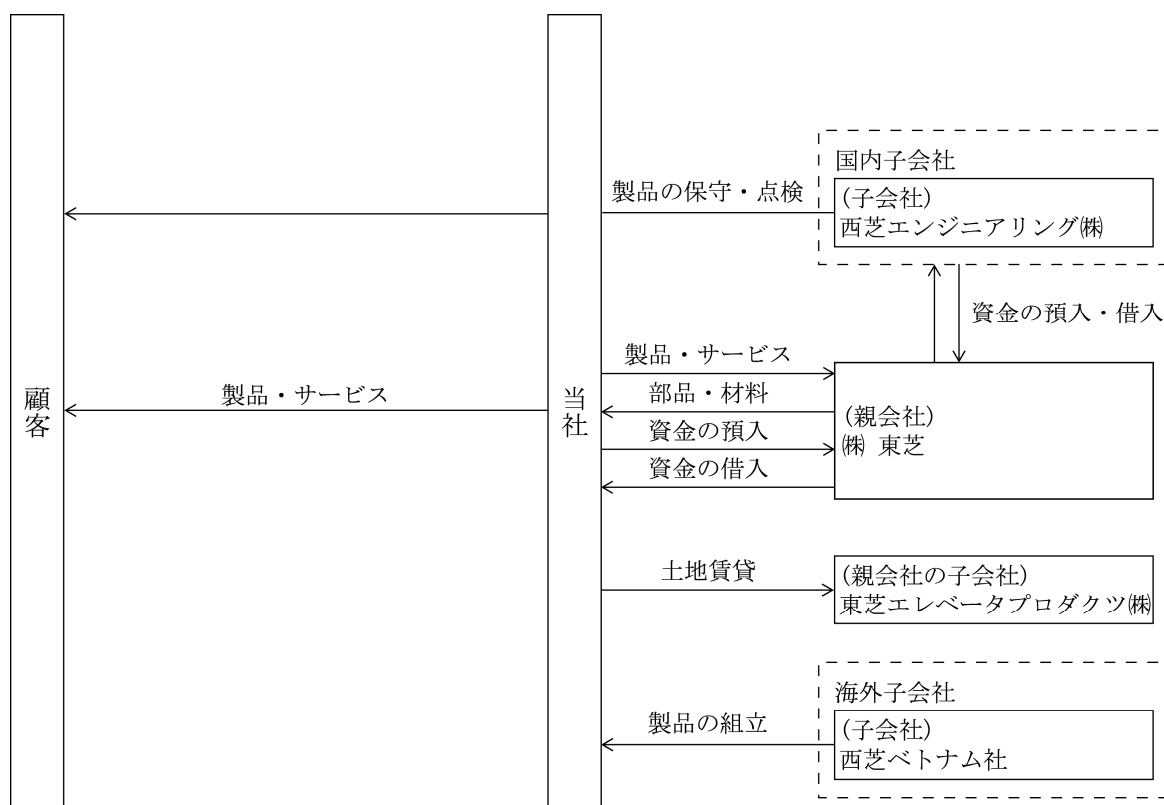 国内子会社
製品の保守・点検
(子会社)
西芝エンジニアリング㈱
資金の預入・借入
製品・サービス
顧客
製品・サービス
当社
部品・材料
(親会社)
㈱ 東芝
資金の預入
資金の借入
土地賃貸
(親会社の子会社)
東芝エレベータプロダクツ㈱
海外子会社
製品の組立
(子会社)
西芝ベトナム社